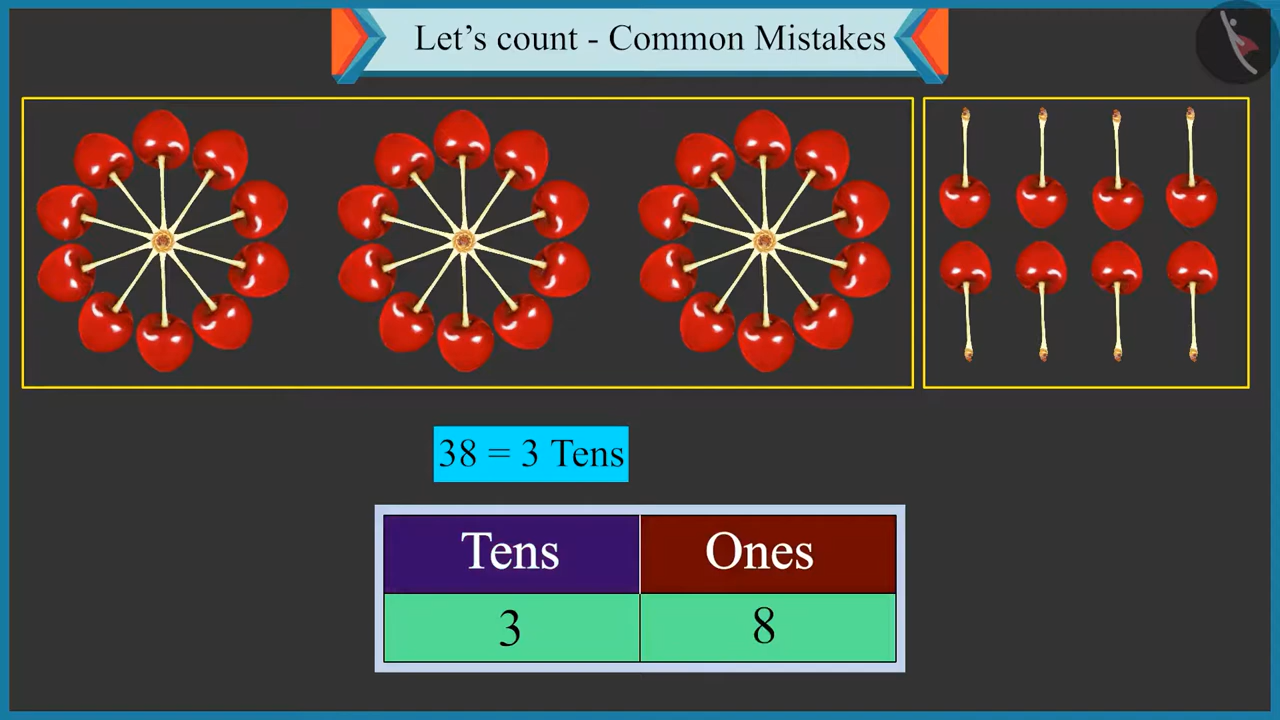 Let’s count - Common Mistakes
38 = 3 Tens
Tens Ones
3 8